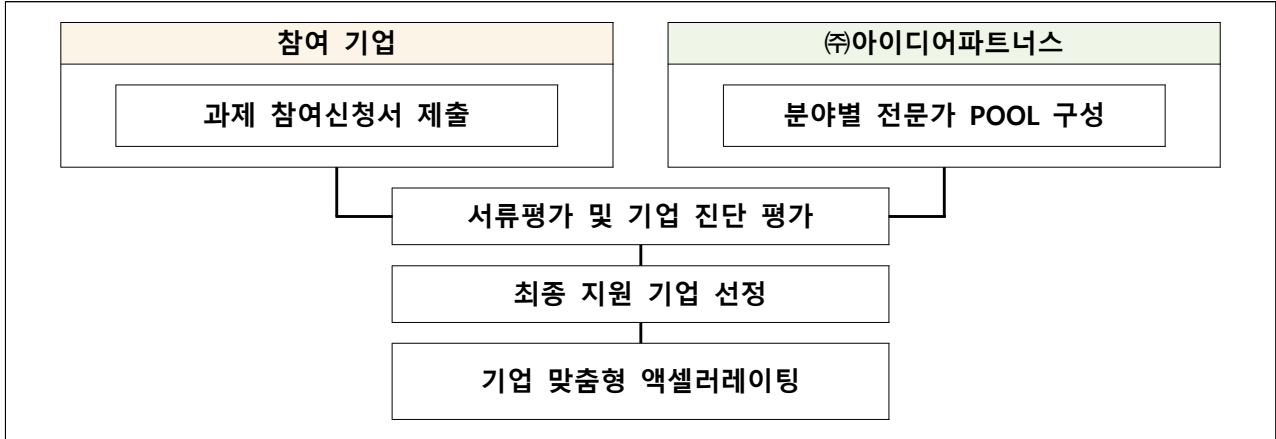 참여 기업
㈜아이디어파트너스
과제 참여신청서 제출
분야별 전문가 POOL 구성
서류평가 및 기업 진단 평가
최종 지원 기업 선정
기업 맞춤형 액셀러레이팅